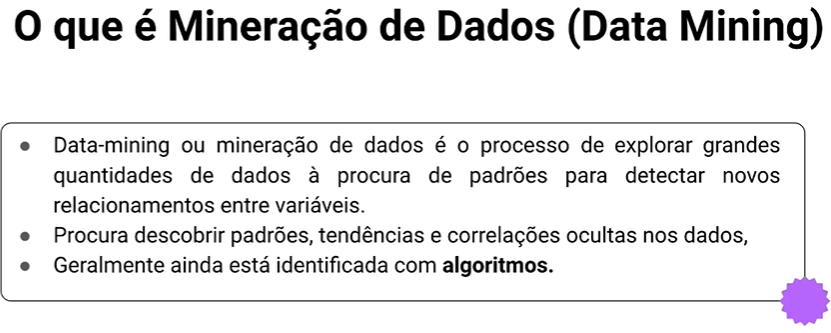 O que é Mineração de Dados (Data Mining)
● Data-mining ou mineração de dados é o processo de explorar grandes
quantidades de dados à procura de padrões para detectar novos
relacionamentos entre variáveis.
● Procura descobrir padrões, tendências e correlações ocultas nos dados,
● Geralmente ainda está identificada com algoritmos.